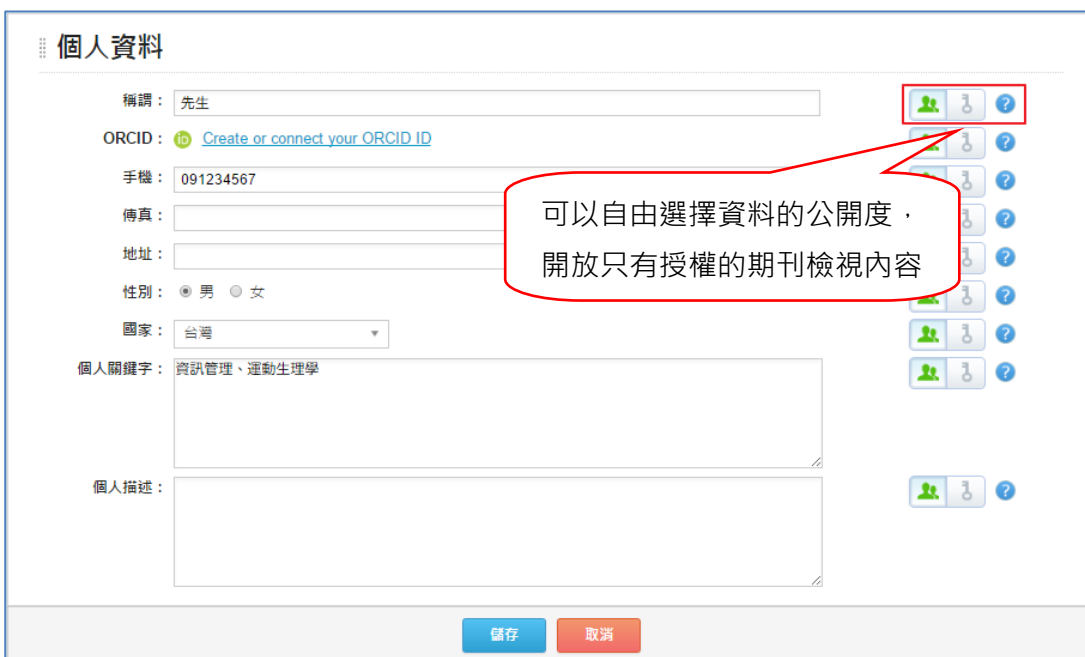 個人資料
稱謂：先生
ORCID： iD Create or connect your ORCID ID
手機：091234567
傳真：
地址：
性別：男 女
國家：台灣
個人關鍵字：資訊管理、運動生理學
個人描述：
可以自由選擇資料的公開度，
開放只有授權的期刊檢視內容
儲存 取消